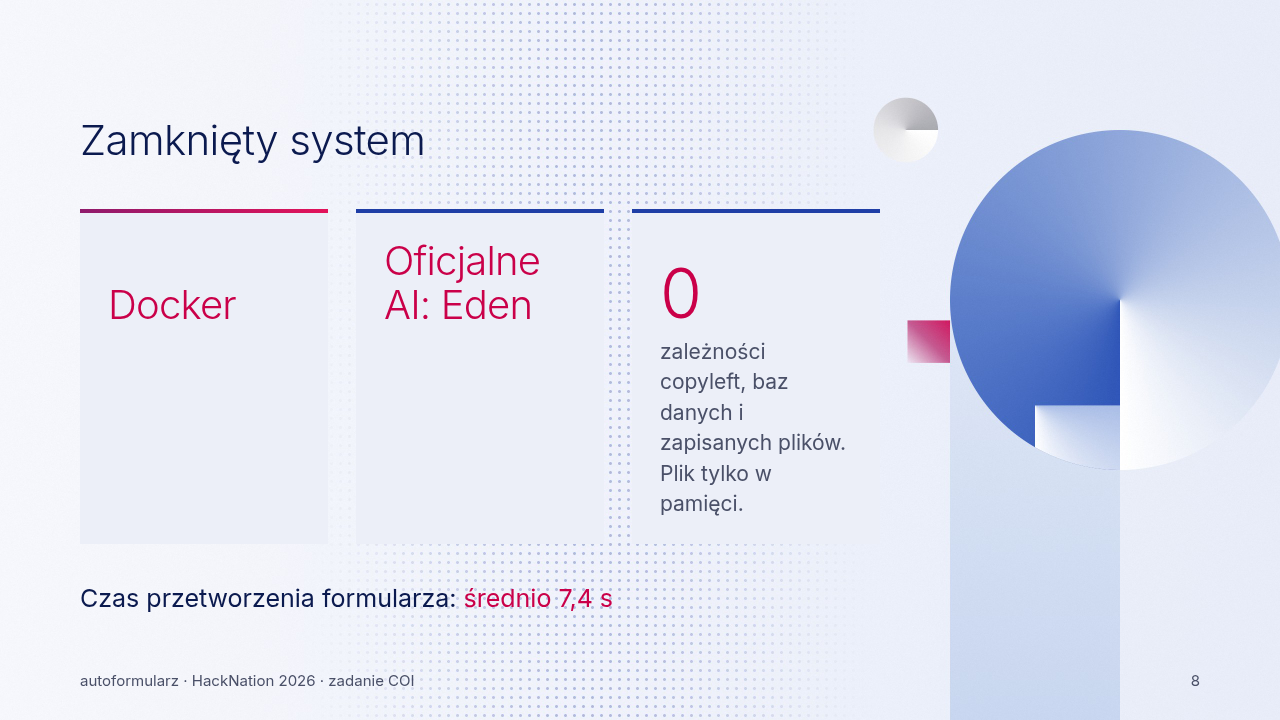 Zamknięty system
Docker
Oficjalne
AI: Eden
0
zależności
copyleft, baz
danych i
zapisanych plików.
Plik tylko w
pamięci.
Czas przetworzenia formularza: średnio 7,4 s
autoformularz · HackNation 2026 · zadanie COI
8